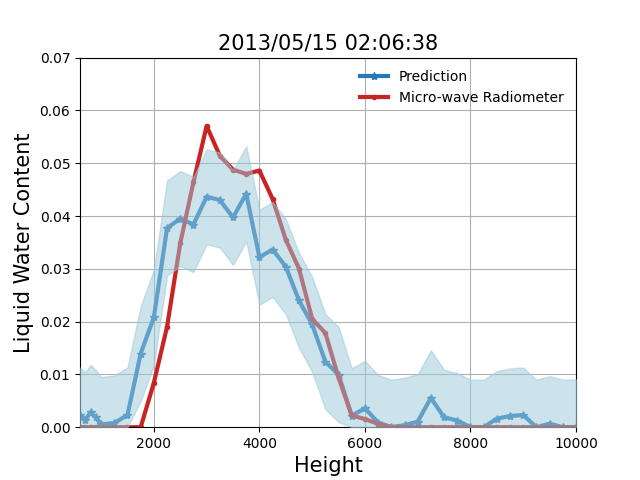 2013/05/15 02:06:38
0.07
0.06
0.05
0.04
0.03
0.02
0.01
0.00
Liquid Water Content
Prediction
Micro-wave Radiometer
2000 4000 6000 8000 10000
Height